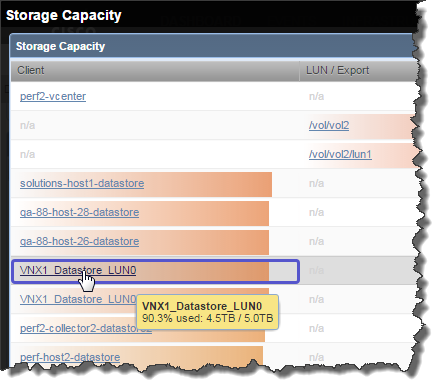 Storage Capacity
Storage Capacity
Client LUN / Export
perf2-vcenter n/a
n/a /vol/vol2
n/a /vol/vol2/lun1
solutions-host1-datastore n/a
qa-88-host-28-datastore n/a
qa-88-host-26-datastore n/a
VNX1_Datastore_LUN0 n/a
VNX1_Datastore_LUN0 n/a
VNX1_Datastore_LUN0
90.3% used: 4.5TB / 5.0TB
perf2-collector2-datastore2 n/a
perf-host2-datastore n/a